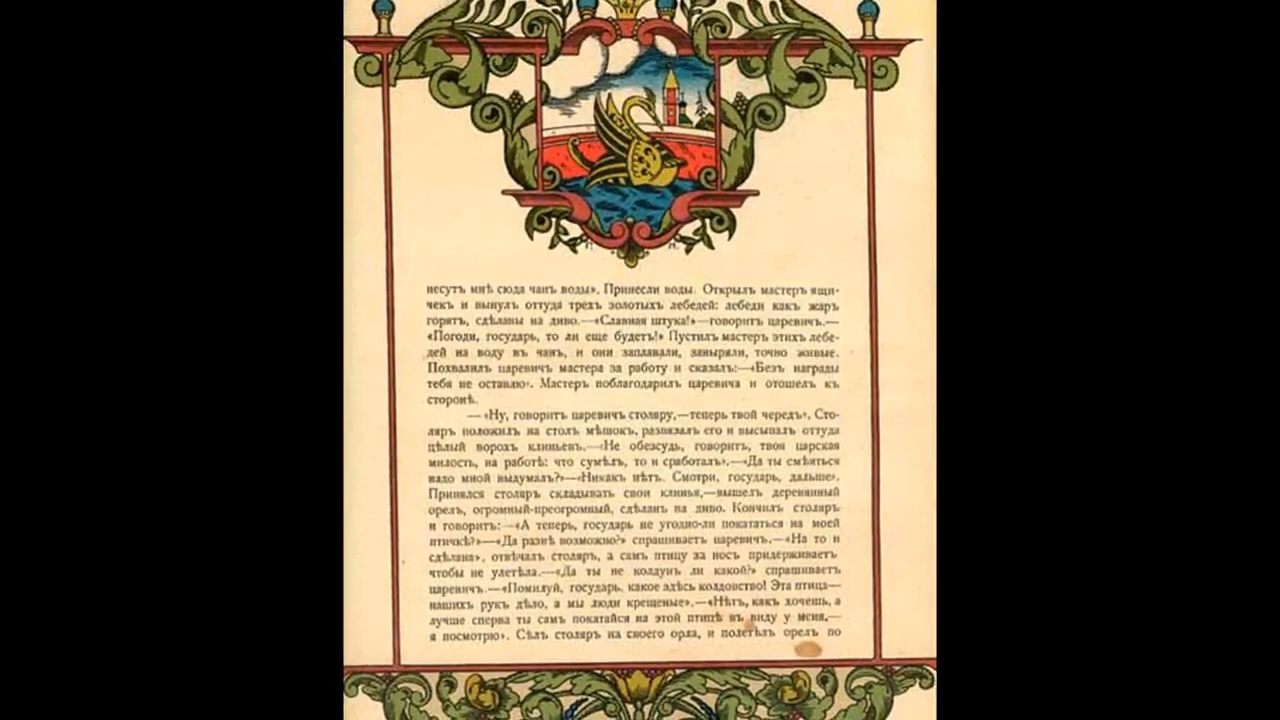 несутъ мнѣ сюда чанъ воды». Принесли воды. Открылъ мастеръ ящи-
чекъ и вынулъ оттуда трехъ золотыхъ лебедей: лебеди какъ жаръ
горятъ, сдѣланы на диво.—«Славная штука!»—говоритъ царевичъ.—
«Погоди, государь, то ли еще будетъ!» Пустилъ мастеръ этихъ лебе-
дей на воду въ чанъ, и они заплавали, заныряли, точно живые.
Похвалилъ царевичъ мастера за работу и сказалъ:—«Безъ награды
тебя не оставлю». Мастеръ поблагодарилъ царевича и отошелъ къ
сторонѣ.
— «Ну, говоритъ царевичъ столяру,—теперь твой чередъ». Сто-
ляръ положилъ на столъ мѣшокъ, развязалъ его и высыпалъ оттуда
цѣлый ворохъ клиньевъ.—«Не обезсудь, говоритъ, твоя царская
милость, на работѣ: что сумѣлъ, то и сработалъ».—«Да ты смѣяться
надо мной выдумалъ?»—«Никакъ нѣтъ. Смотри, государь, дальше».
Принялся столяръ складывать свои клинья,—вышелъ деревянный
орелъ, огромный-преогромный, сдѣланъ на диво. Кончилъ столяръ
и говоритъ:—«А теперь, государь не угодно-ли покататься на моей
птичкѣ?»—«Да развѣ возможно?» спрашиваетъ царевичъ.—«На то и
сдѣлана», отвѣчалъ столяръ, а самъ птицу за носъ придерживаетъ
чтобы не улетѣла.—«Да ты не колдунъ ли какой?» спрашиваетъ
царевичъ.—«Помилуй, государь, какое здѣсь колдовство! Эта птица—
нашихъ рукъ дѣло, а мы люди крещеные».—«Нѣтъ, какъ хочешь, а
лучше сперва ты самъ покатайся на этой птицѣ въ виду у меня,—
я посмотрю». Сѣлъ столяръ на своего орла, и полетѣлъ орелъ по